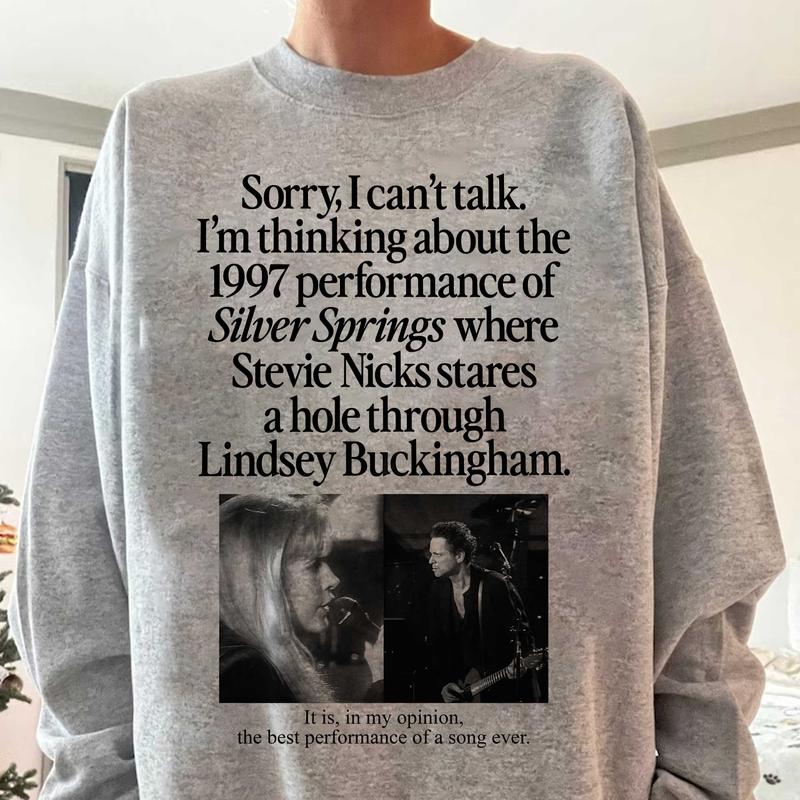 Sorry, I can't talk.
I'm thinking about the
1997 performance of
Silver Springs where
Stevie Nicks stares
a hole through
Lindsey Buckingham.
It is, in my opinion,
the best performance of a song ever.